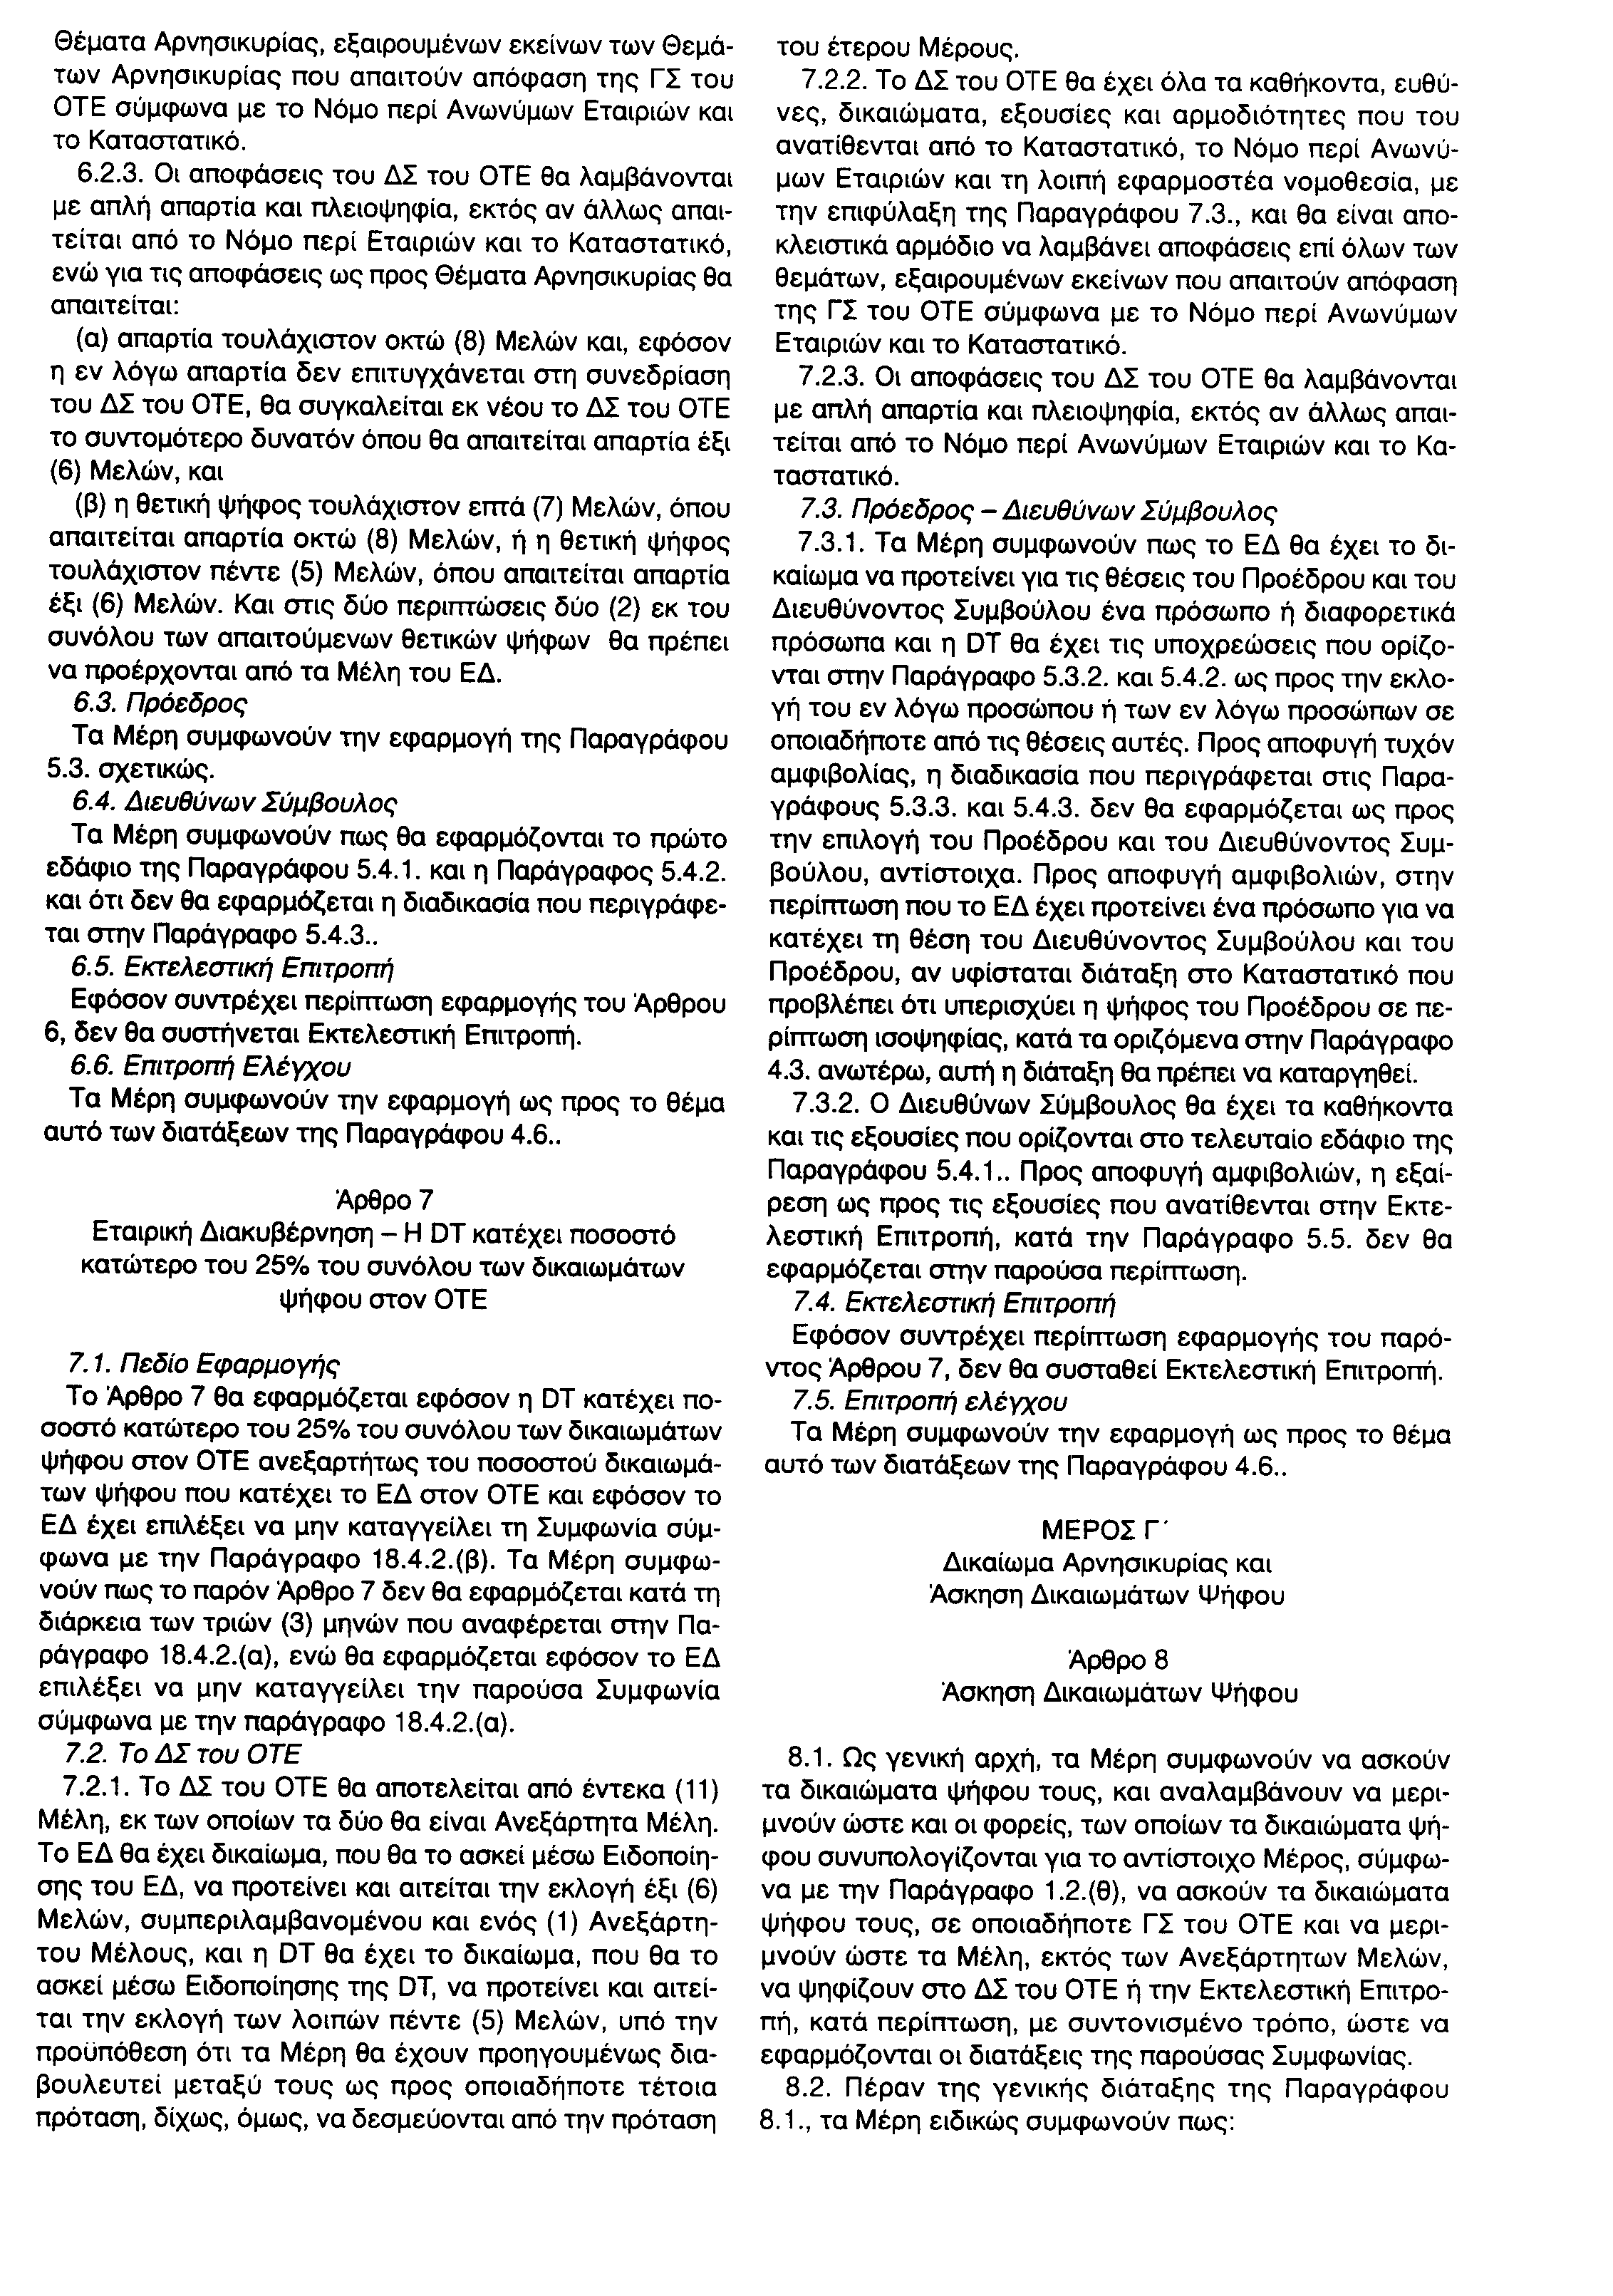 Θέματα Αρνησικυρίας, εξαιρουμένων εκείνων των Θεμά-
των Αρνησικυρίας που απαιτούν απόφαση της ΓΣ του
ΟΤΕ σύμφωνα με το Νόμο περί Ανωνύμων Εταιριών και
το Καταστατικό.
6.2.3. Οι αποφάσεις του ΔΣ του ΟΤΕ θα λαμβάνονται
με απλή απαρτία και πλειοψηφία, εκτός αν άλλως απαι-
τείται από το Νόμο περί Εταιριών και το Καταστατικό,
ενώ για τις αποφάσεις ως προς Θέματα Αρνησικυρίας θα
απαιτείται:
(α) απαρτία τουλάχιστον οκτώ (8) Μελών και, εφόσον
η εν λόγω απαρτία δεν επιτυγχάνεται στη συνεδρίαση
του ΔΣ του ΟΤΕ, θα συγκαλείται εκ νέου το ΔΣ του ΟΤΕ
το συντομότερο δυνατόν όπου θα απαιτείται απαρτία έξι
(6) Μελών, και
(β) η θετική ψήφος τουλάχιστον επτά (7) Μελών, όπου
απαιτείται απαρτία οκτώ (8) Μελών, ή η θετική ψήφος
τουλάχιστον πέντε (5) Μελών, όπου απαιτείται απαρτία
έξι (6) Μελών. Και στις δύο περιπτώσεις δύο (2) εκ του
συνόλου των απαιτούμενων θετικών ψήφων θα πρέπει
να προέρχονται από τα Μέλη του ΕΔ.
6.3. Πρόεδρος
Τα Μέρη συμφωνούν την εφαρμογή της Παραγράφου
5.3. σχετικώς.
6.4. Διευθύνων Σύμβουλος
Τα Μέρη συμφωνούν πως θα εφαρμόζονται το πρώτο
εδάφιο της Παραγράφου 5.4.1. και η Παράγραφος 5.4.2.
και ότι δεν θα εφαρμόζεται η διαδικασία που περιγράφε-
ται στην Παράγραφο 5.4.3..
6.5. Εκτελεστική Επιτροπή
Εφόσον συντρέχει περίπτωση εφαρμογής του Άρθρου
6, δεν θα συστήνεται Εκτελεστική Επιτροπή.
6.6. Επιτροπή Ελέγχου
Τα Μέρη συμφωνούν την εφαρμογή ως προς το θέμα
αυτό των διατάξεων της Παραγράφου 4.6..
Άρθρο 7
Εταιρική Διακυβέρνηση – Η DT κατέχει ποσοστό
κατώτερο του 25% του συνόλου των δικαιωμάτων
ψήφου στον ΟΤΕ
7.1. Πεδίο Εφαρμογής
Το Άρθρο 7 θα εφαρμόζεται εφόσον η DT κατέχει πο-
σοστό κατώτερο του 25% του συνόλου των δικαιωμάτων
ψήφου στον ΟΤΕ ανεξαρτήτως του ποσοστού δικαιωμά-
των ψήφου που κατέχει το ΕΔ στον ΟΤΕ και εφόσον το
ΕΔ έχει επιλέξει να μην καταγγείλει τη Συμφωνία σύμ-
φωνα με την Παράγραφο 18.4.2.(β). Τα Μέρη συμφω-
νούν πως το παρόν Άρθρο 7 δεν θα εφαρμόζεται κατά τη
διάρκεια των τριών (3) μηνών που αναφέρεται στην Πα-
ράγραφο 18.4.2.(α), ενώ θα εφαρμόζεται εφόσον το ΕΔ
επιλέξει να μην καταγγείλει την παρούσα Συμφωνία
σύμφωνα με την παράγραφο 18.4.2.(α).
7.2. Το ΔΣ του ΟΤΕ
7.2.1. Το ΔΣ του ΟΤΕ θα αποτελείται από έντεκα (11)
Μέλη, εκ των οποίων τα δύο θα είναι Ανεξάρτητα Μέλη.
Το ΕΔ θα έχει δικαίωμα, που θα το ασκεί μέσω Ειδοποίη-
σης του ΕΔ, να προτείνει και αιτείται την εκλογή έξι (6)
Μελών, συμπεριλαμβανομένου και ενός (1) Ανεξάρτη-
του Μέλους, και η DT θα έχει το δικαίωμα, που θα το
ασκεί μέσω Ειδοποίησης της DT, να προτείνει και αιτεί-
ται την εκλογή των λοιπών πέντε (5) Μελών, υπό την
προϋπόθεση ότι τα Μέρη θα έχουν προηγουμένως δια-
βουλευτεί μεταξύ τους ως προς οποιαδήποτε τέτοια
πρόταση, δίχως, όμως, να δεσμεύονται από την πρόταση
του έτερου Μέρους.
7.2.2. Το ΔΣ του ΟΤΕ θα έχει όλα τα καθήκοντα, ευθύ-
νες, δικαιώματα, εξουσίες και αρμοδιότητες που του
ανατίθενται από το Καταστατικό, το Νόμο περί Ανωνύ-
μων Εταιριών και τη λοιπή εφαρμοστέα νομοθεσία, με
την επιφύλαξη της Παραγράφου 7.3., και θα είναι απο-
κλειστικά αρμόδιο να λαμβάνει αποφάσεις επί όλων των
θεμάτων, εξαιρουμένων εκείνων που απαιτούν απόφαση
της ΓΣ του ΟΤΕ σύμφωνα με το Νόμο περί Ανωνύμων
Εταιριών και το Καταστατικό.
7.2.3. Οι αποφάσεις του ΔΣ του ΟΤΕ θα λαμβάνονται
με απλή απαρτία και πλειοψηφία, εκτός αν άλλως απαι-
τείται από το Νόμο περί Ανωνύμων Εταιριών και το Κα-
ταστατικό.
7.3. Πρόεδρος – Διευθύνων Σύμβουλος
7.3.1. Τα Μέρη συμφωνούν πως το ΕΔ θα έχει το δι-
καίωμα να προτείνει για τις θέσεις του Προέδρου και του
Διευθύνοντος Συμβούλου ένα πρόσωπο ή διαφορετικά
πρόσωπα και η DT θα έχει τις υποχρεώσεις που ορίζο-
νται στην Παράγραφο 5.3.2. και 5.4.2. ως προς την εκλο-
γή του εν λόγω προσώπου ή των εν λόγω προσώπων σε
οποιαδήποτε από τις θέσεις αυτές. Προς αποφυγή τυχόν
αμφιβολίας, η διαδικασία που περιγράφεται στις Παρα-
γράφους 5.3.3. και 5.4.3. δεν θα εφαρμόζεται ως προς
την επιλογή του Προέδρου και του Διευθύνοντος Συμ-
βούλου, αντίστοιχα. Προς αποφυγή αμφιβολιών, στην
περίπτωση που το ΕΔ έχει προτείνει ένα πρόσωπο για να
κατέχει τη θέση του Διευθύνοντος Συμβούλου και του
Προέδρου, αν υφίσταται διάταξη στο Καταστατικό που
προβλέπει ότι υπερισχύει η ψήφος του Προέδρου σε πε-
ρίπτωση ισοψηφίας, κατά τα οριζόμενα στην Παράγραφο
4.3. ανωτέρω, αυτή η διάταξη θα πρέπει να καταργηθεί.
7.3.2. Ο Διευθύνων Σύμβουλος θα έχει τα καθήκοντα
και τις εξουσίες που ορίζονται στο τελευταίο εδάφιο της
Παραγράφου 5.4.1.. Προς αποφυγή αμφιβολιών, η εξαί-
ρεση ως προς τις εξουσίες που ανατίθενται στην Εκτε-
λεστική Επιτροπή, κατά την Παράγραφο 5.5. δεν θα
εφαρμόζεται στην παρούσα περίπτωση.
7.4. Εκτελεστική Επιτροπή
Εφόσον συντρέχει περίπτωση εφαρμογής του παρό-
ντος Άρθρου 7, δεν θα συσταθεί Εκτελεστική Επιτροπή.
7.5. Επιτροπή ελέγχου
Τα Μέρη συμφωνούν την εφαρμογή ως προς το θέμα
αυτό των διατάξεων της Παραγράφου 4.6..
ΜΕΡΟΣ Γ΄
Δικαίωμα Αρνησικυρίας και
Άσκηση Δικαιωμάτων Ψήφου
Άρθρο 8
Άσκηση Δικαιωμάτων Ψήφου
8.1. Ως γενική αρχή, τα Μέρη συμφωνούν να ασκούν
τα δικαιώματα ψήφου τους, και αναλαμβάνουν να μερι-
μνούν ώστε και οι φορείς, των οποίων τα δικαιώματα ψή-
φου συνυπολογίζονται για το αντίστοιχο Μέρος, σύμφω-
να με την Παράγραφο 1.2.(θ), να ασκούν τα δικαιώματα
ψήφου τους, σε οποιαδήποτε ΓΣ του ΟΤΕ και να μερι-
μνούν ώστε τα Μέλη, εκτός των Ανεξάρτητων Μελών,
να ψηφίζουν στο ΔΣ του ΟΤΕ ή την Εκτελεστική Επιτρο-
πή, κατά περίπτωση, με συντονισμένο τρόπο, ώστε να
εφαρμόζονται οι διατάξεις της παρούσας Συμφωνίας.
8.2. Πέραν της γενικής διάταξης της Παραγράφου
8.1., τα Μέρη ειδικώς συμφωνούν πως: